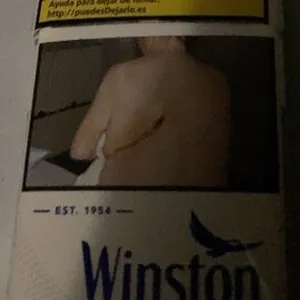 Ayuda para dejar de fumar:
http://puedesDejarlo.es
EST. 1954
Winston